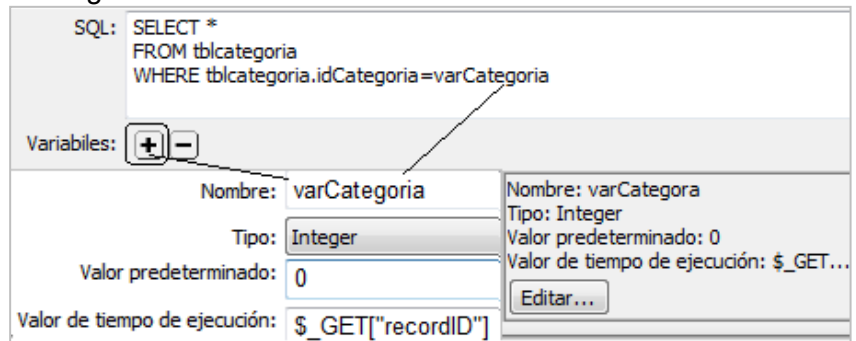 SQL: SELECT *
FROM tblcategoria
WHERE tblcategoria.idCategoria=varCategoria
Variabiles: + −
Nombre: varCategoria
Tipo: Integer
Valor predeterminado: 0
Valor de tiempo de ejecución: $_GET["recordID"]
Nombre: varCategora
Tipo: Integer
Valor predeterminado: 0
Valor de tiempo de ejecución: $_GET...
Editar...